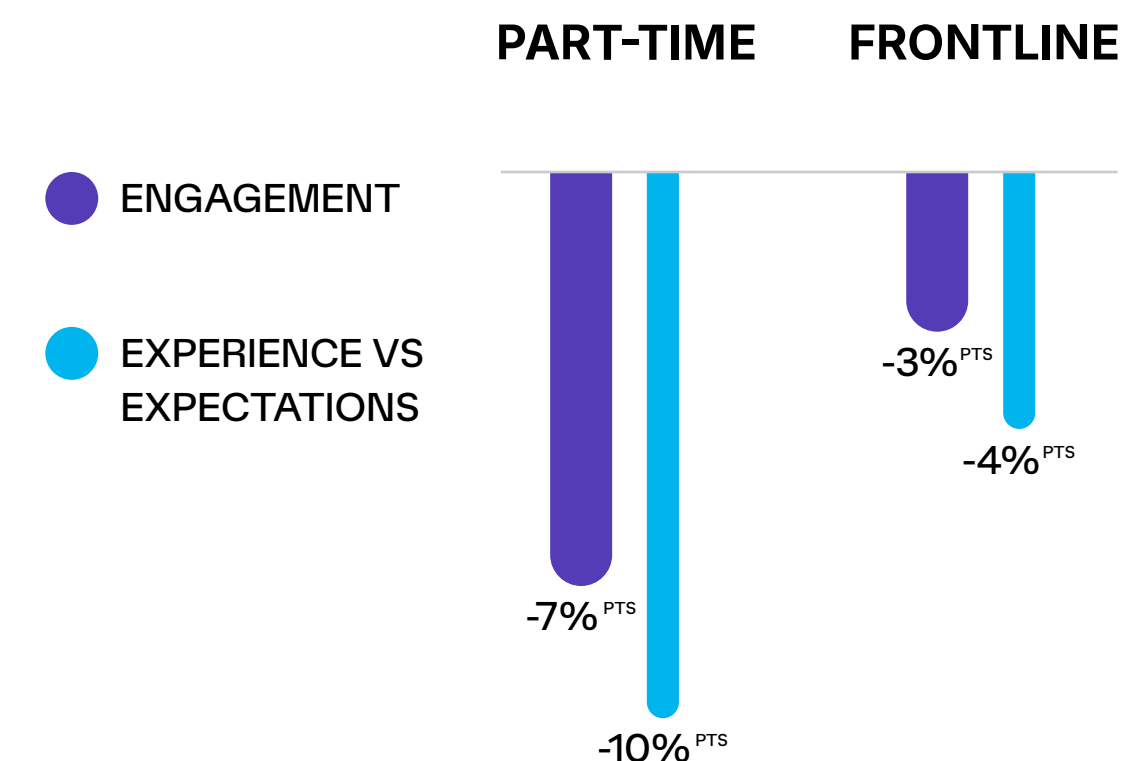 PART-TIME
FRONTLINE
ENGAGEMENT
EXPERIENCE VS
EXPECTATIONS
-3% PTS
-4% PTS
-7% PTS
-10% PTS